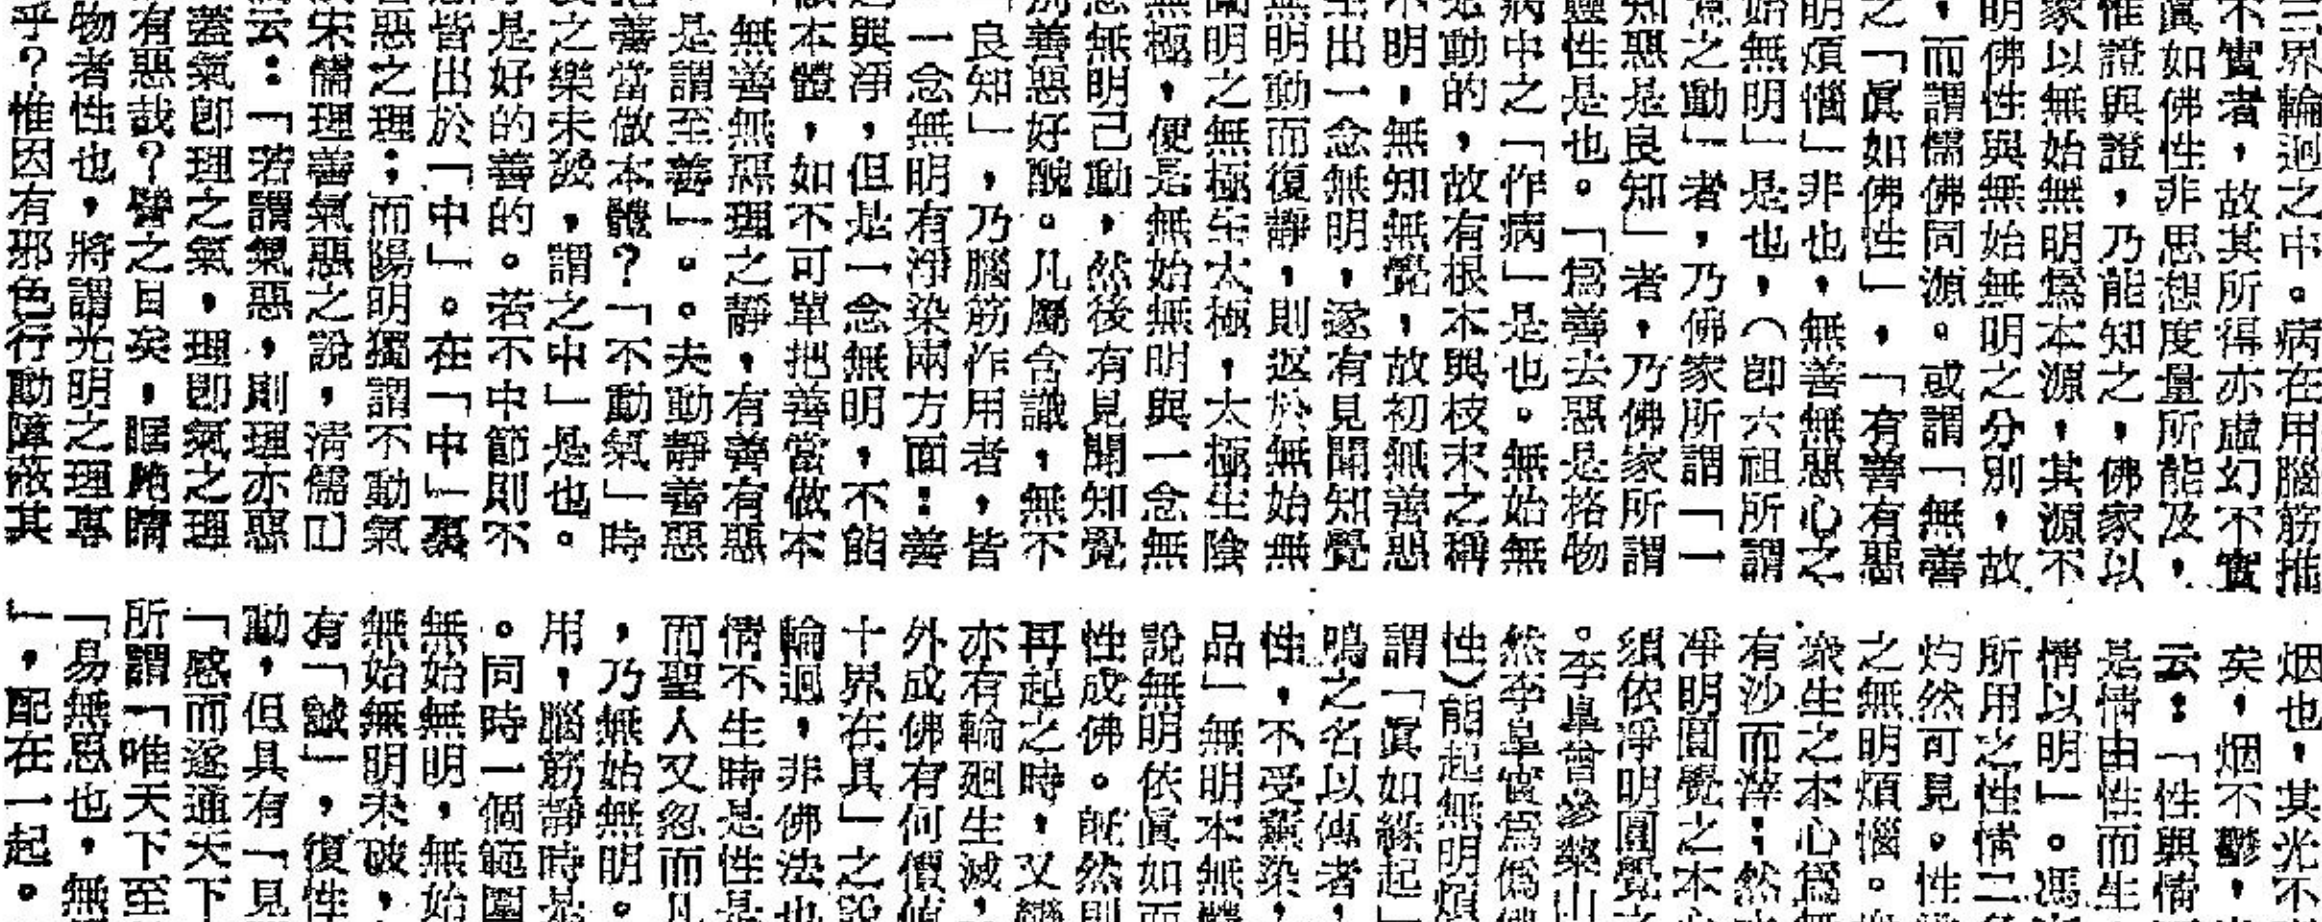 三界輪迴之中。病在用腦筋推
不實者，故其所得亦虛幻不實
眞如佛性非思想度量所能及，
惟證與證，乃能知之，佛家以
家以無始無明爲本源，其源不
明佛性與無始無明之分別，故
，而謂儒佛同源。或謂「無善
之「眞如佛性」，「有善有惡
明煩惱」非也，無善無惡心之
始無明」是也，（卽六祖所謂
意之動」者，乃佛家所謂「一
知惡是良知」者，乃佛家所謂
靈性是也。「爲善去惡是格物
病中之「作病」是也。無始無
動的，故有根本與枝末之稱
不明，無知無覺，故初無善惡
出一念無明，遂有見聞知覺
無明動而復靜，則返於無始無
明之無極生太極，太極生陰
無極，便是無始無明與一念無
念無明已動，然後有見聞知覺
別善惡好醜。凡屬含識，無不
「良知」，乃腦筋作用者，皆
一念無明有淨染兩方面：善
與淨，但是一念無明，不能
本體，如不可單把善當做本
無善無惡理之靜，有善有惡
是謂至善」。夫動靜善惡
把善當做本體？「不動氣」時
之樂未發，謂之中」是也。
是好的善的。若不中節則不
皆出於「中」。在「中」裏
惡之理；而陽明獨謂不動氣
宋儒理善氣惡之說，清儒
云：「若謂氣惡，則理亦惡
蓋氣卽理之氣，理卽氣之理
有惡哉？譬之目矣，眶皰睛
物者性也，將謂光明之理專
乎？惟因有邪色行動障蔽其
烟也，其光不
矣，烟不鬱，
云：「性與情
是情由性而生
情以明」。馮
所用之性情二
灼然可見。性
之無明煩惱。
衆生之本心爲
有沙而滓；然
淨明圓覺之本心
須依淨明圓覺之
。李皐曾參藥山
然李皐實爲僞佛
性）能起無明煩
謂「眞如緣起」
鳴之名以傳者，
性，不受薰染，
品」無明本無體
說無明依眞如而
性成佛。旣然則
再起之時，又
亦有輪廻生滅，
外成佛有何價値
十界在其」之說
輪迴，非佛法也
情不生時是性是
而聖人又忽而凡
，乃無始無明。
用，腦筋靜時是
。同時一個範圍
無始無明，無始
無始無明未破，
有「誠」，復性
動，但具有「見
「感而遂通天下
所謂「唯天下至
「易無思也，無
」，配在一起。